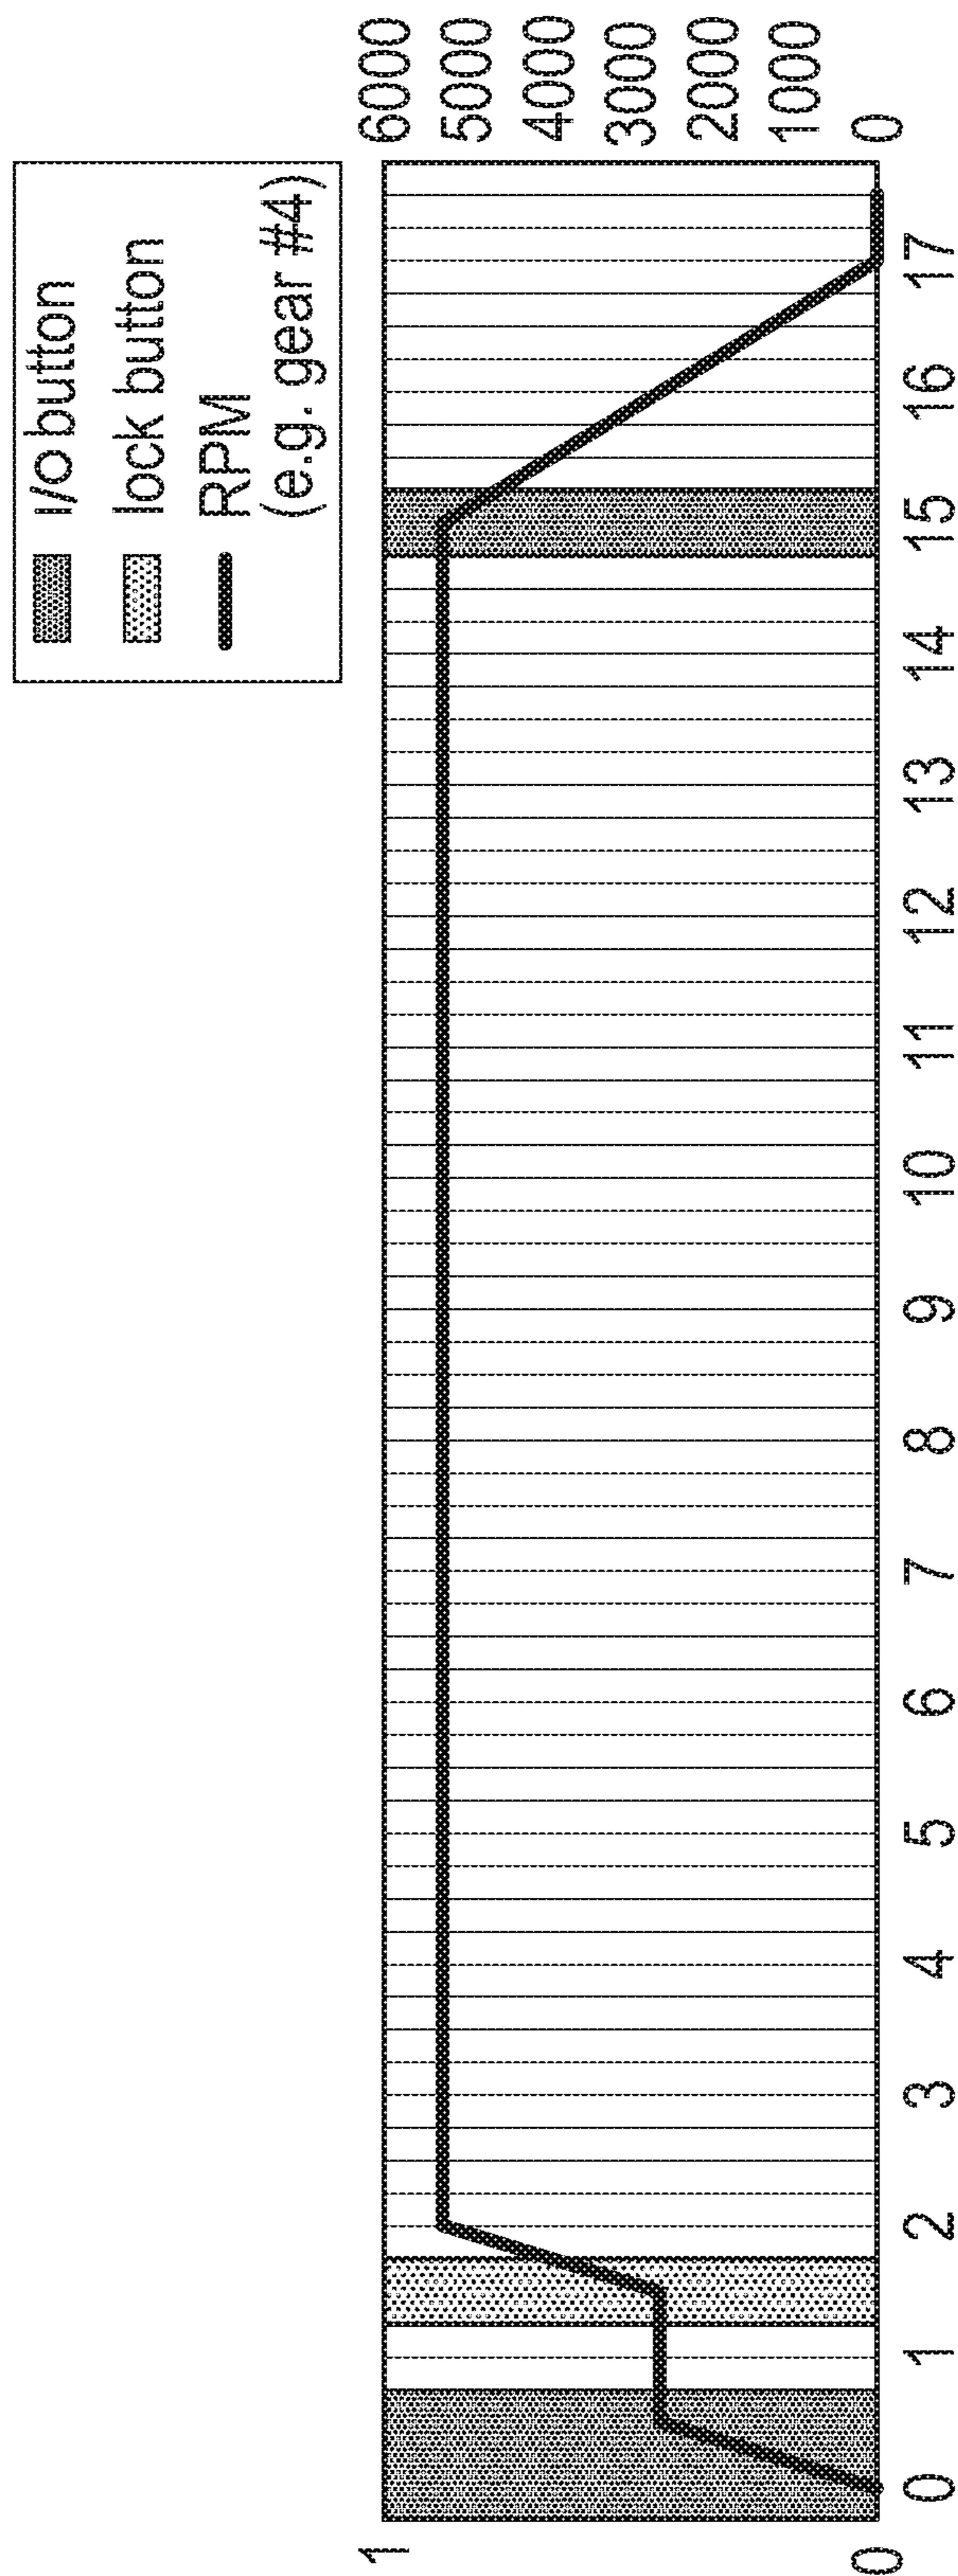 i/o button
lock button
RPM
(e.g. gear #4)
1
0
6000
5000
4000
3000
2000
1000
0
0 1 2 3 4 5 6 7 8 9 10 11 12 13 14 15 16 17